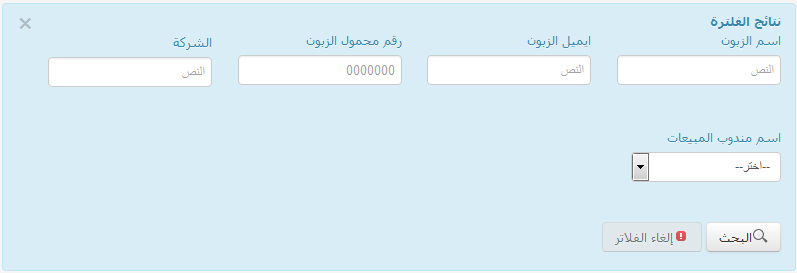 نتائج الفلترة
اسم الزبون
ايميل الزبون
رقم محمول الزبون
الشركة
النص
النص
0000000
النص
اسم مندوب المبيعات
--اختر--
البحث
إلغاء الفلاتر